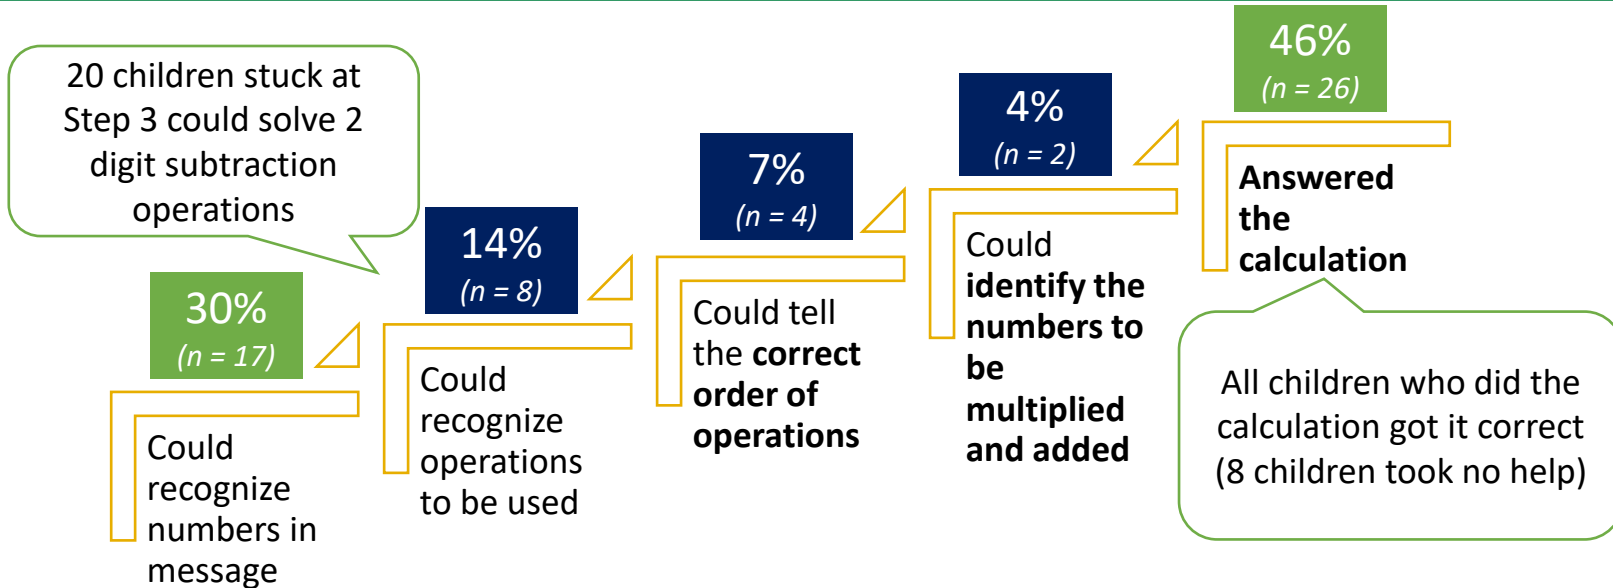 20 children stuck at
Step 3 could solve 2
digit subtraction
operations
30%
(n = 17)
Could
recognize
numbers in
message
14%
(n = 8)
Could
recognize
operations
to be used
7%
(n = 4)
Could tell
the correct
order of
operations
4%
(n = 2)
Could
identify the
numbers to
be
multiplied
and added
46%
(n = 26)
Answered
the
calculation
All children who did the
calculation got it correct
(8 children took no help)